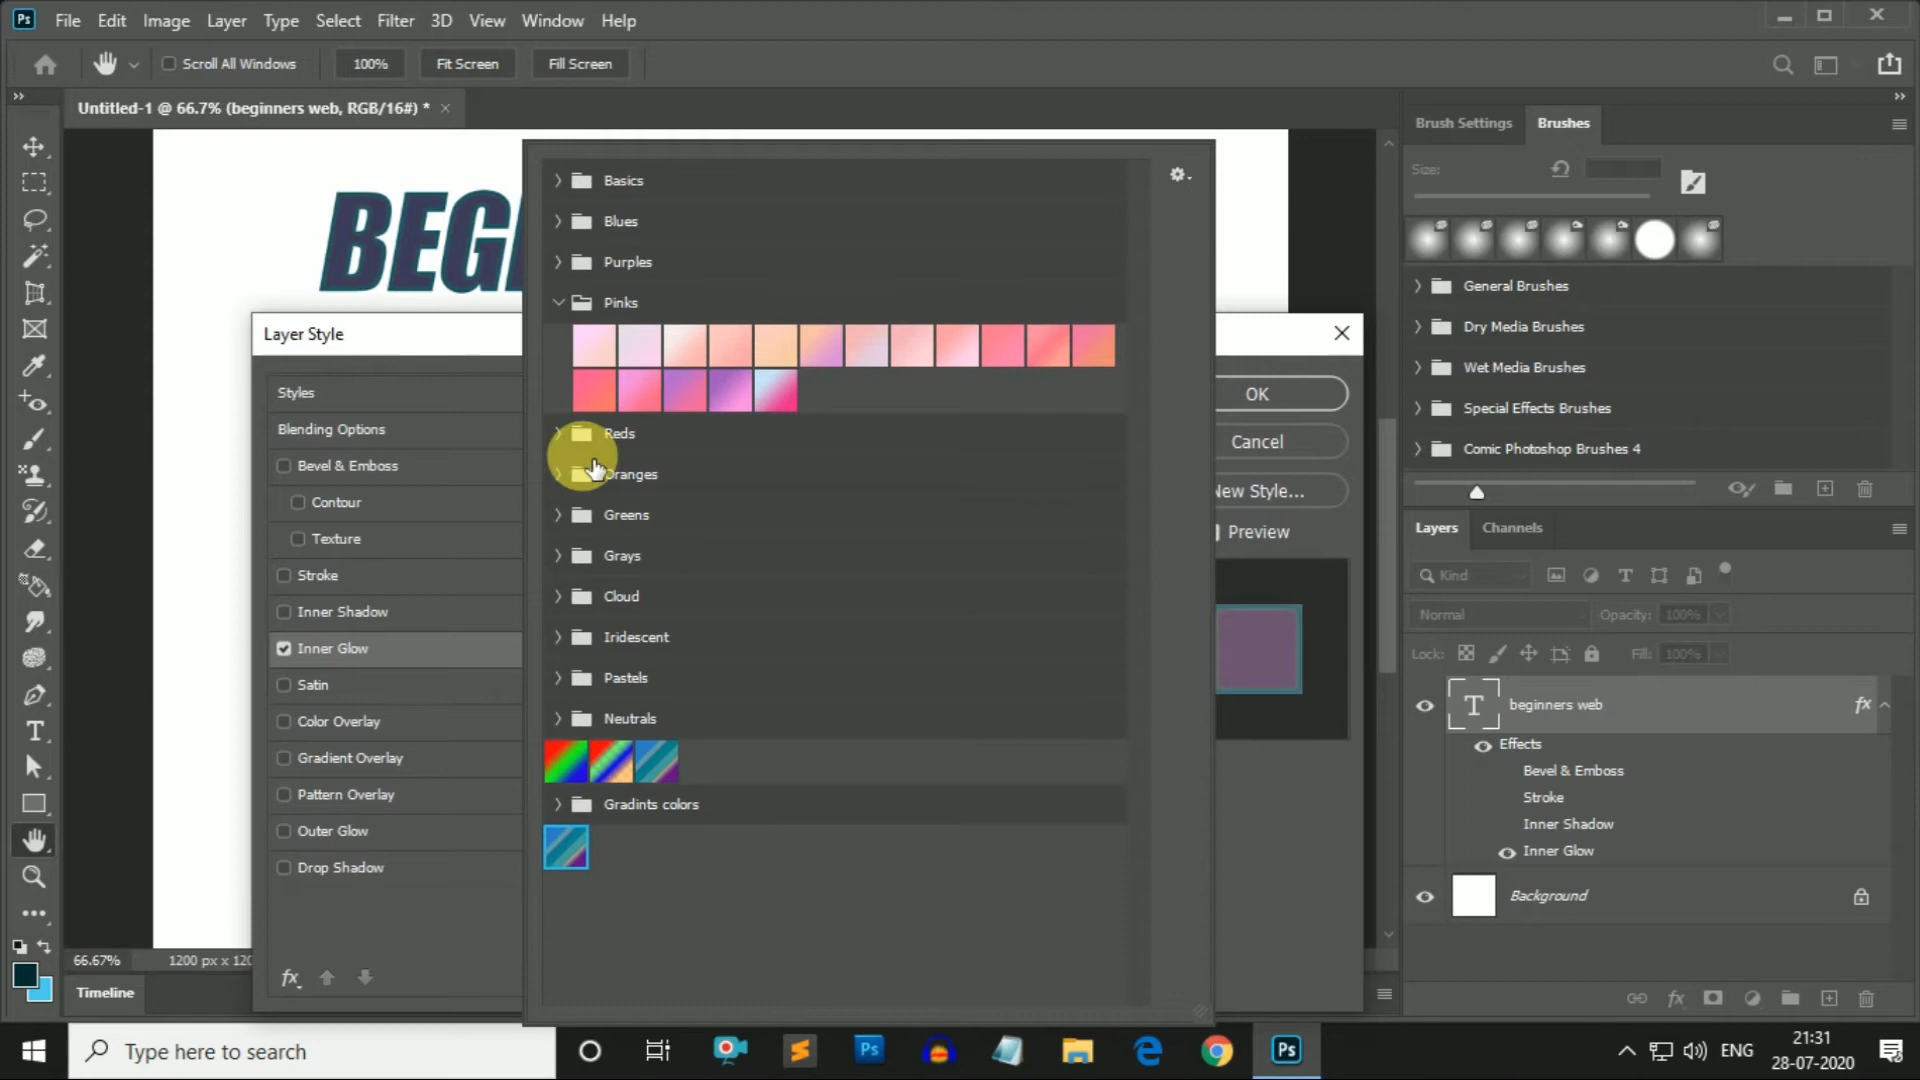 Ps File Edit Image Layer Type Select Filter 3D View Window Help
Scroll All Windows 100% Fit Screen Fill Screen
Untitled-1 @ 66.7% (beginners web, RGB/16#) * ×
BEG
Layer Style
Styles
Blending Options
Bevel & Emboss
Contour
Texture
Stroke
Inner Shadow
Inner Glow
Satin
Color Overlay
Gradient Overlay
Pattern Overlay
Outer Glow
Drop Shadow
fx
Basics
Blues
Purples
Pinks
Reds
Oranges
Greens
Grays
Cloud
Iridescent
Pastels
Neutrals
Gradints colors
OK
Cancel
New Style...
Preview
Brush Settings Brushes
Size:
General Brushes
Dry Media Brushes
Wet Media Brushes
Special Effects Brushes
Comic Photoshop Brushes 4
Layers Channels
Kind
Normal Opacity: 100%
Lock: Fill: 100%
T beginners web fx
Effects
Bevel & Emboss
Stroke
Inner Shadow
Inner Glow
Background
fx
66.67% 1200 px x 120
Timeline
Type here to search
Ps
Ps
ENG
21:31
28-07-2020